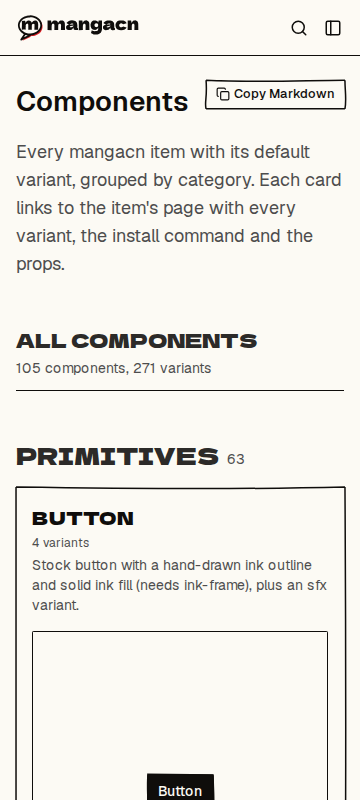 mangacn
Components
Copy Markdown
Every mangacn item with its default
variant, grouped by category. Each card
links to the item's page with every
variant, the install command and the
props.
ALL COMPONENTS
105 components, 271 variants
PRIMITIVES 63
BUTTON
4 variants
Stock button with a hand-drawn ink outline
and solid ink fill (needs ink-frame), plus an sfx
variant.
Button